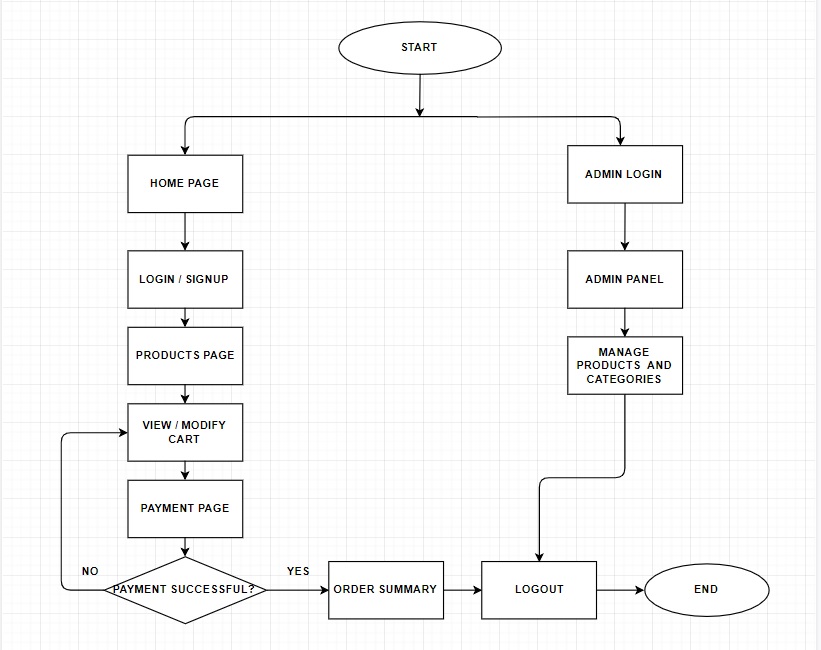 START
HOME PAGE
ADMIN LOGIN
LOGIN / SIGNUP
ADMIN PANEL
PRODUCTS PAGE
MANAGE
PRODUCTS AND
CATEGORIES
VIEW / MODIFY
CART
PAYMENT PAGE
NO
YES
PAYMENT SUCCESSFUL?
ORDER SUMMARY
LOGOUT
END